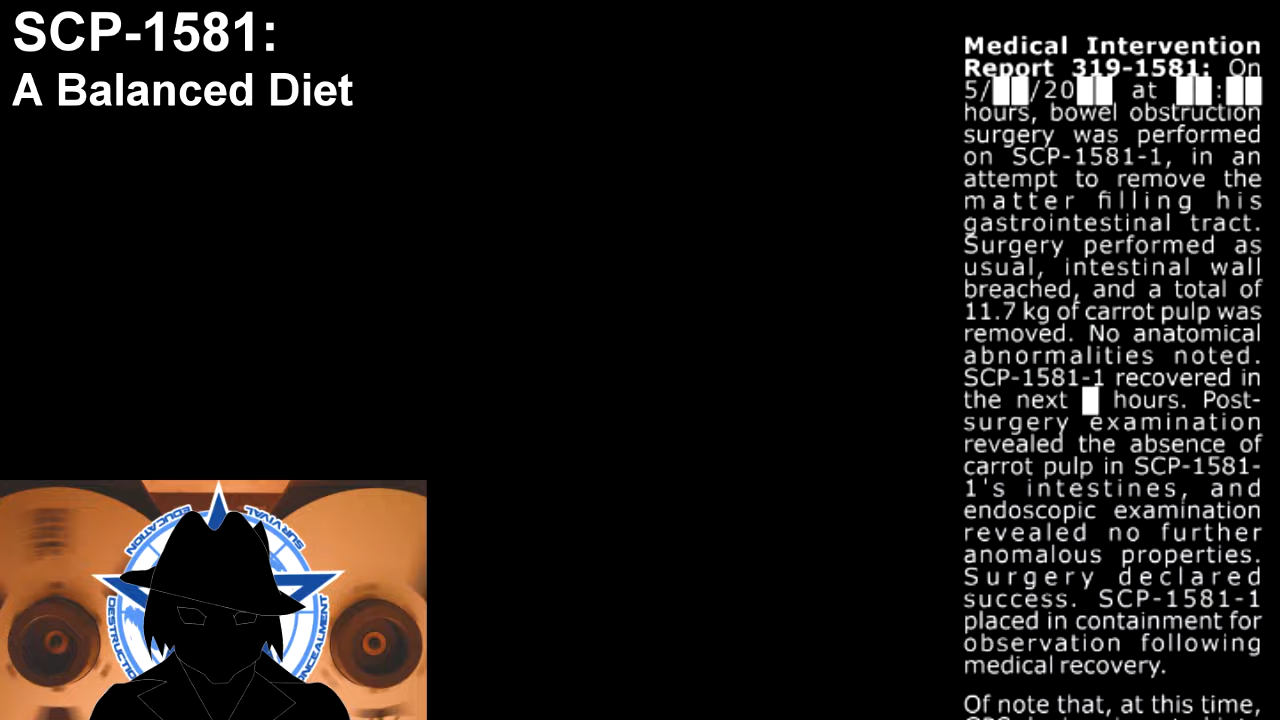 SCP-1581:
A Balanced Diet
Medical Intervention
Report 319-1581: On
5/██/20██ at ██:██
hours, bowel obstruction
surgery was performed
on SCP-1581-1, in an
attempt to remove the
matter filling his
gastrointestinal tract.
Surgery performed as
usual, intestinal wall
breached, and a total of
11.7 kg of carrot pulp was
removed. No anatomical
abnormalities noted.
SCP-1581-1 recovered in
the next █ hours. Post-
surgery examination
revealed the absence of
carrot pulp in SCP-1581-
1's intestines, and
endoscopic examination
revealed no further
anomalous properties.
Surgery declared
success. SCP-1581-1
placed in containment for
observation following
medical recovery.
Of note that, at this time,
EDUCATION
SURVIVAL